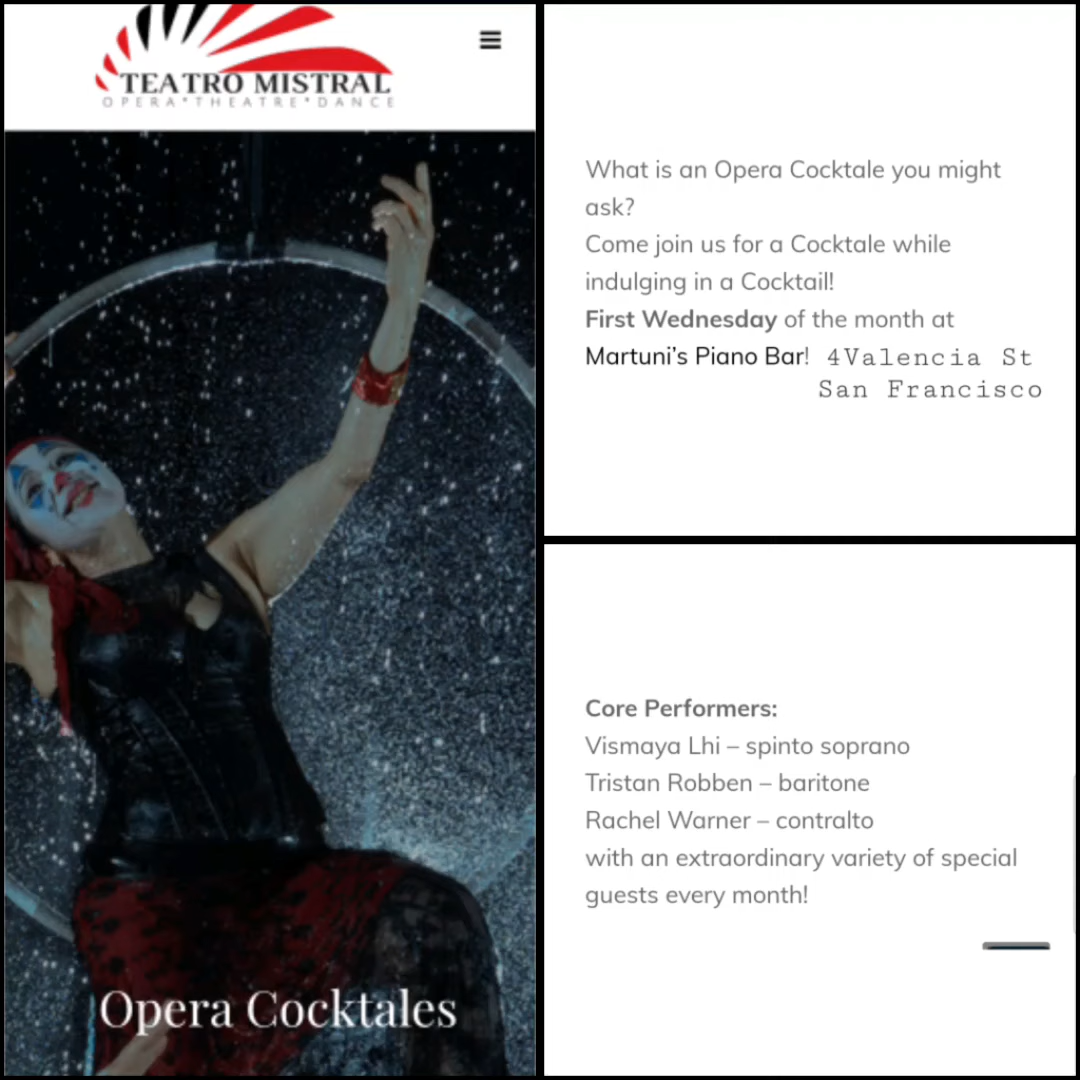 TEATRO MISTRAL
OPERA*THEATRE*DANCE
Opera Cocktales
What is an Opera Cocktale you might
ask?
Come join us for a Cocktale while
indulging in a Cocktail!
First Wednesday of the month at
Martuni’s Piano Bar! 4Valencia St
San Francisco
Core Performers:
Vismaya Lhi – spinto soprano
Tristan Robben – baritone
Rachel Warner – contralto
with an extraordinary variety of special
guests every month!